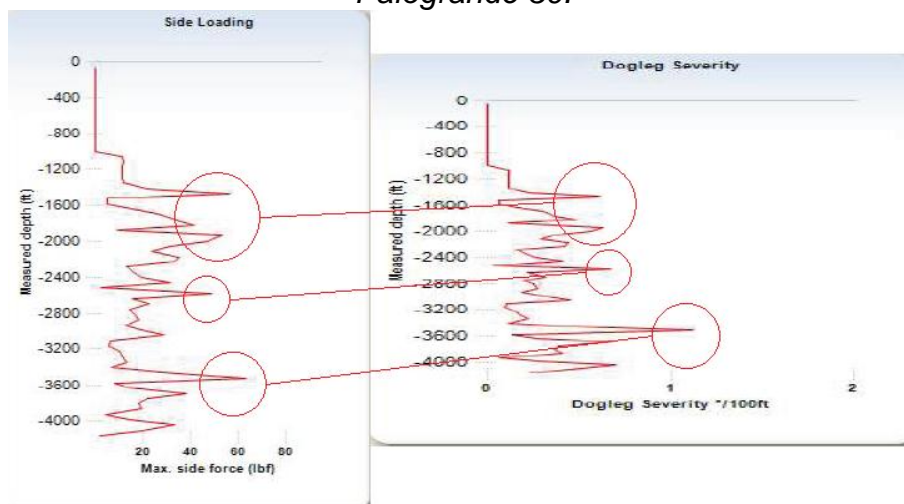 Palogrande 36.
Side Loading
0
-400
-800
-1200
-1600
-2000
-2400
-2800
-3200
-3600
-4000
Measured depth (ft)
20 40 60 80
Max. side force (lbf)
Dogleg Severity
0
-400
-800
-1200
-1600
-2000
-2400
-2800
-3200
-3600
-4000
Measured depth (ft)
0 1 2
Dogleg Severity °/100ft